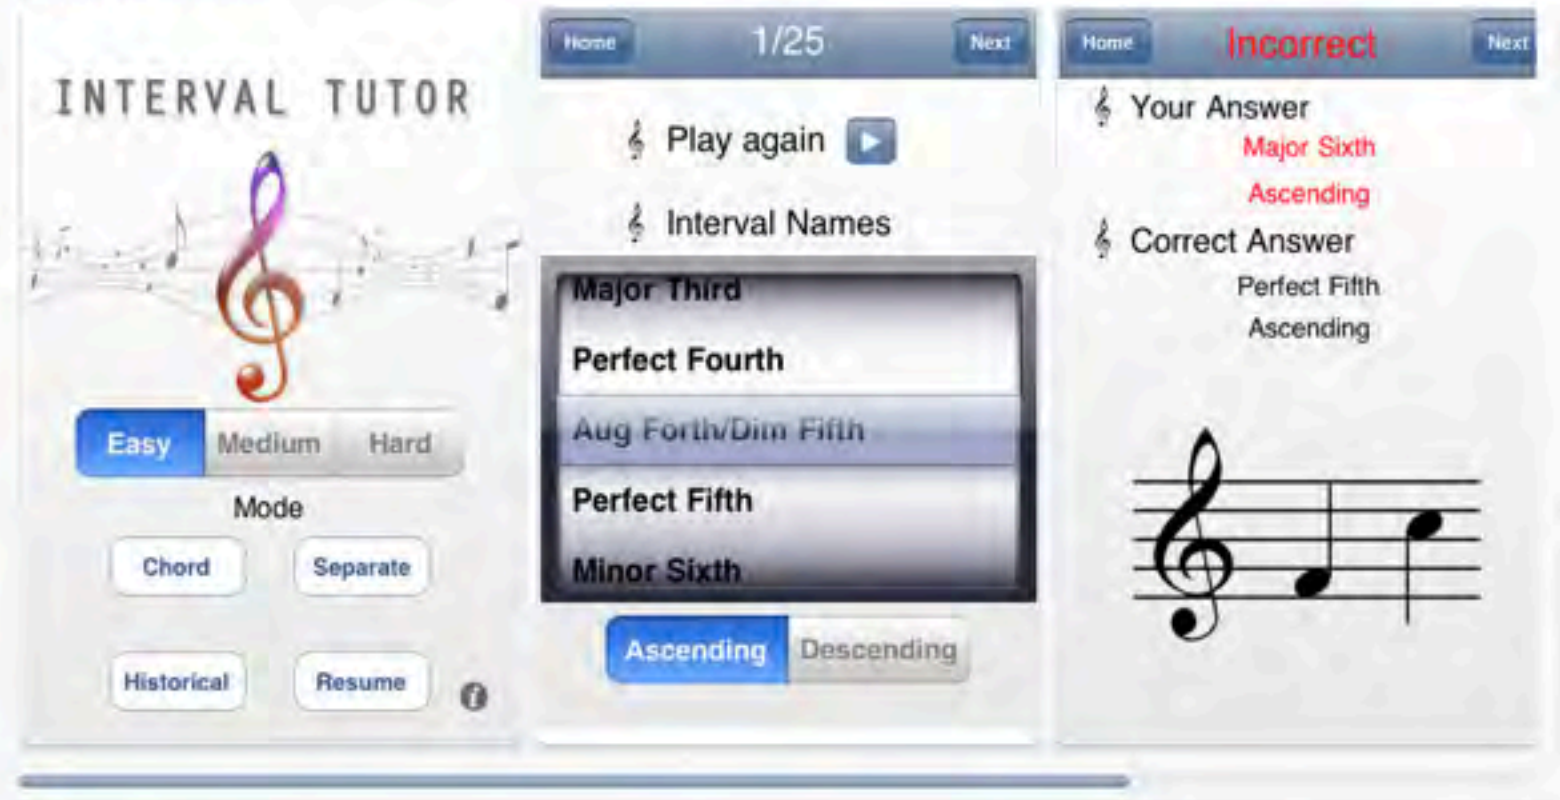 INTERVAL TUTOR
Easy Medium Hard
Mode
Chord Separate
Historical Resume
i
Home 1/25 Next
Play again
Interval Names
Major Third
Perfect Fourth
Aug Forth/Dim Fifth
Perfect Fifth
Minor Sixth
Ascending Descending
Home Incorrect Next
Your Answer
Major Sixth
Ascending
Correct Answer
Perfect Fifth
Ascending